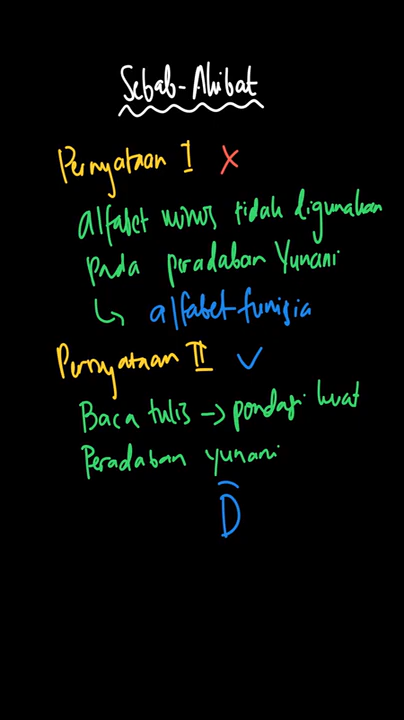 Sebab-Akibat
Pernyataan I X
alfabet minus tidak digunakan
pada peradaban Yunani
↳ alfabet funisia
Pernyataan II ✓
Baca tulis → pondasi kuat
Peradaban yunani
D